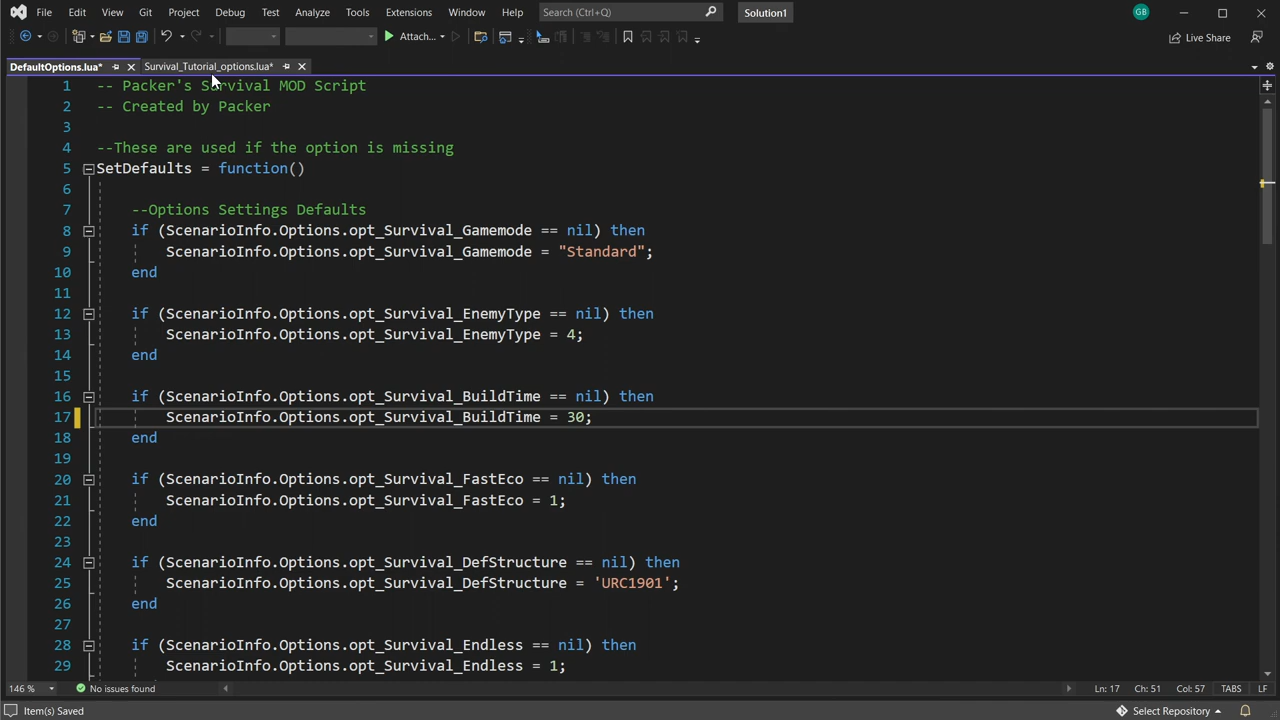 File Edit View Git Project Debug Test Analyze Tools Extensions Window Help Search (Ctrl+Q) Solution1 GB
Attach... Live Share
DefaultOptions.lua* Survival_Tutorial_options.lua*
1 -- Packer's Survival MOD Script
2 -- Created by Packer
3
4 --These are used if the option is missing
5 SetDefaults = function()
6
7 --Options Settings Defaults
8 if (ScenarioInfo.Options.opt_Survival_Gamemode == nil) then
9 ScenarioInfo.Options.opt_Survival_Gamemode = "Standard";
10 end
11
12 if (ScenarioInfo.Options.opt_Survival_EnemyType == nil) then
13 ScenarioInfo.Options.opt_Survival_EnemyType = 4;
14 end
15
16 if (ScenarioInfo.Options.opt_Survival_BuildTime == nil) then
17 ScenarioInfo.Options.opt_Survival_BuildTime = 30;
18 end
19
20 if (ScenarioInfo.Options.opt_Survival_FastEco == nil) then
21 ScenarioInfo.Options.opt_Survival_FastEco = 1;
22 end
23
24 if (ScenarioInfo.Options.opt_Survival_DefStructure == nil) then
25 ScenarioInfo.Options.opt_Survival_DefStructure = 'URC1901';
26 end
27
28 if (ScenarioInfo.Options.opt_Survival_Endless == nil) then
29 ScenarioInfo.Options.opt_Survival_Endless = 1;
146 % No issues found Ln: 17 Ch: 51 Col: 57 TABS LF
Item(s) Saved Select Repository